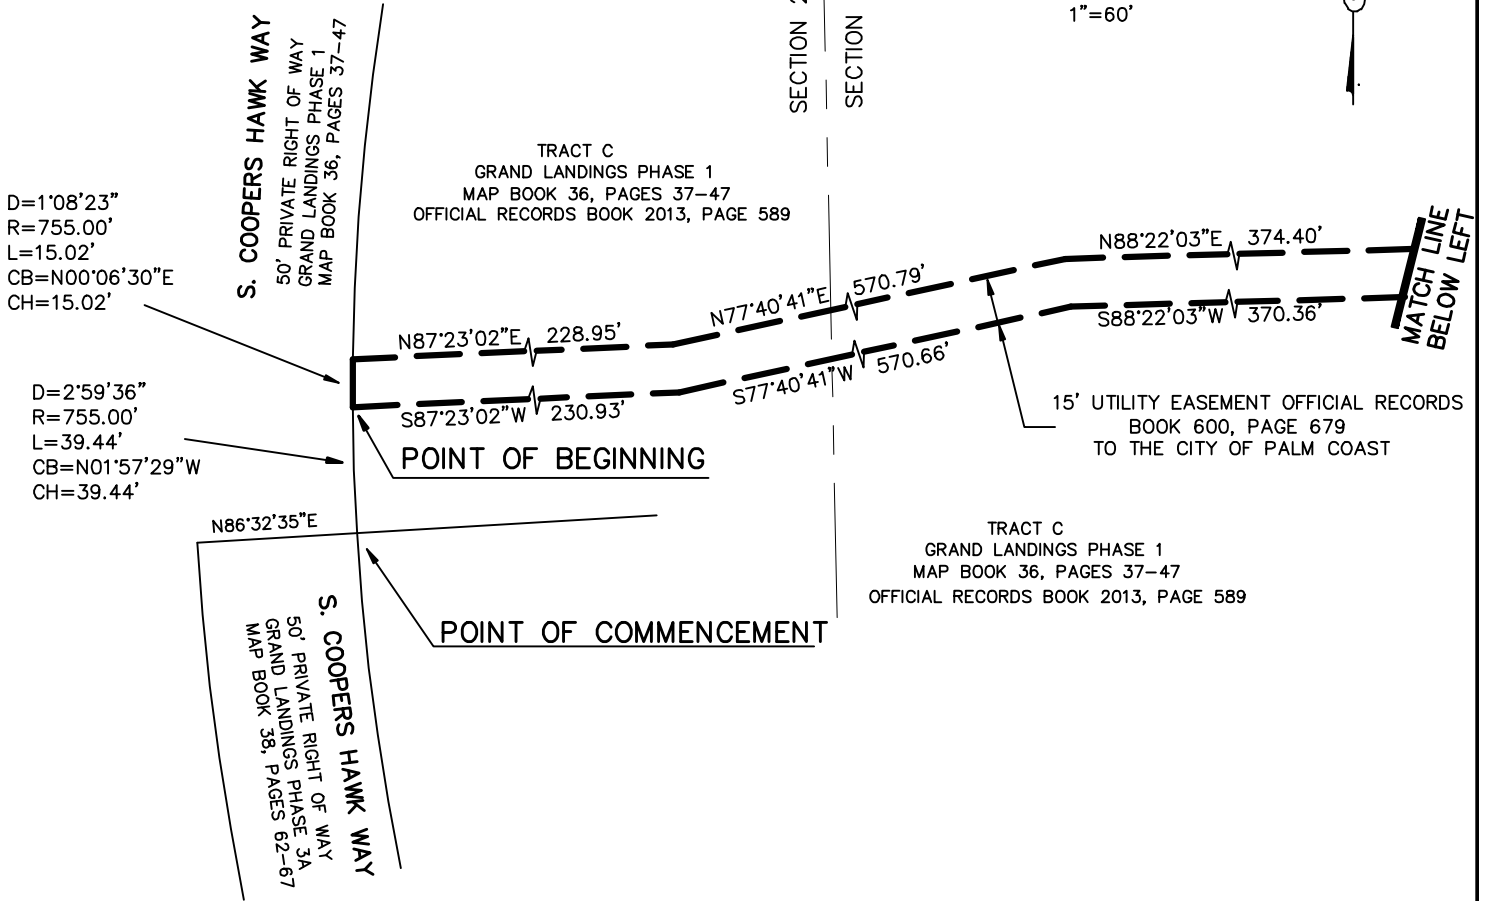 1"=60'
SECTION 2
SECTION
S. COOPERS HAWK WAY
50' PRIVATE RIGHT OF WAY
GRAND LANDINGS PHASE 1
MAP BOOK 36, PAGES 37-47
TRACT C
GRAND LANDINGS PHASE 1
MAP BOOK 36, PAGES 37-47
OFFICIAL RECORDS BOOK 2013, PAGE 589
D=1°08'23"
R=755.00'
L=15.02'
CB=N00°06'30"E
CH=15.02'
N87°23'02"E 228.95'
N77°40'41"E 570.79'
N88°22'03"E 374.40'
MATCH LINE
BELOW LEFT
S87°23'02"W 230.93'
S77°40'41"W 570.66'
S88°22'03"W 370.36'
D=2°59'36"
R=755.00'
L=39.44'
CB=N01°57'29"W
CH=39.44'
POINT OF BEGINNING
15' UTILITY EASEMENT OFFICIAL RECORDS
BOOK 600, PAGE 679
TO THE CITY OF PALM COAST
N86°32'35"E
TRACT C
GRAND LANDINGS PHASE 1
MAP BOOK 36, PAGES 37-47
OFFICIAL RECORDS BOOK 2013, PAGE 589
POINT OF COMMENCEMENT
S. COOPERS HAWK WAY
50' PRIVATE RIGHT OF WAY
GRAND LANDINGS PHASE 3A
MAP BOOK 38, PAGES 62-67